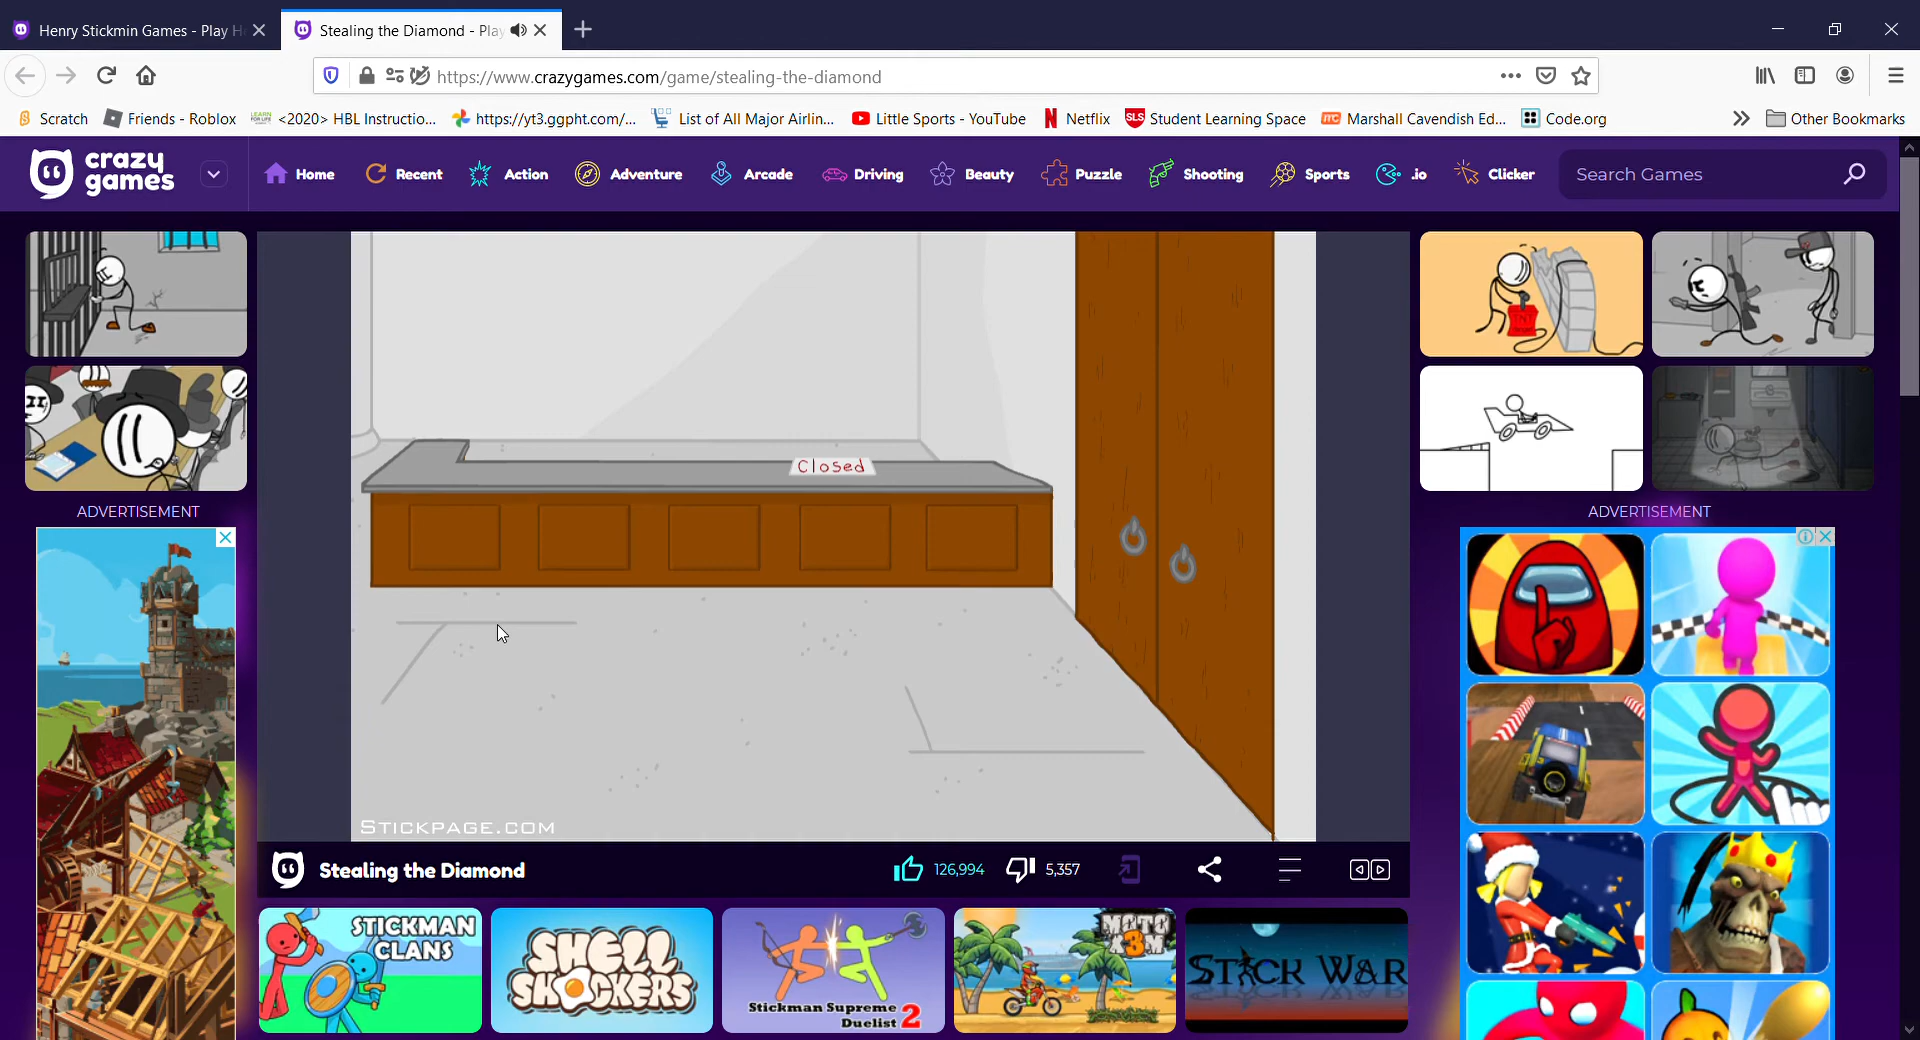 Henry Stickmin Games - Play H
Stealing the Diamond - Play
https://www.crazygames.com/game/stealing-the-diamond
Scratch
Friends - Roblox
<2020> HBL Instructio...
https://yt3.ggpht.com/...
List of All Major Airlin...
Little Sports - YouTube
Netflix
SLS Student Learning Space
mc Marshall Cavendish Ed...
Code.org
Other Bookmarks
crazy
games
Home
Recent
Action
Adventure
Arcade
Driving
Beauty
Puzzle
Shooting
Sports
.io
Clicker
Search Games
Closed
TNT
ADVERTISEMENT
ADVERTISEMENT
STICKPAGE.COM
Stealing the Diamond
126,994
5,357
STICKMAN
CLANS
SHELL
SHOCKERS
Stickman Supreme
Duelist 2
MOTO
X3M
STICK WAR